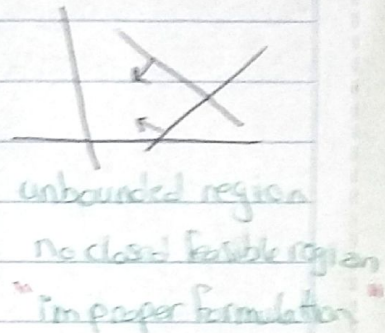 unbounded region
no closed feasible region
"improper formulation"